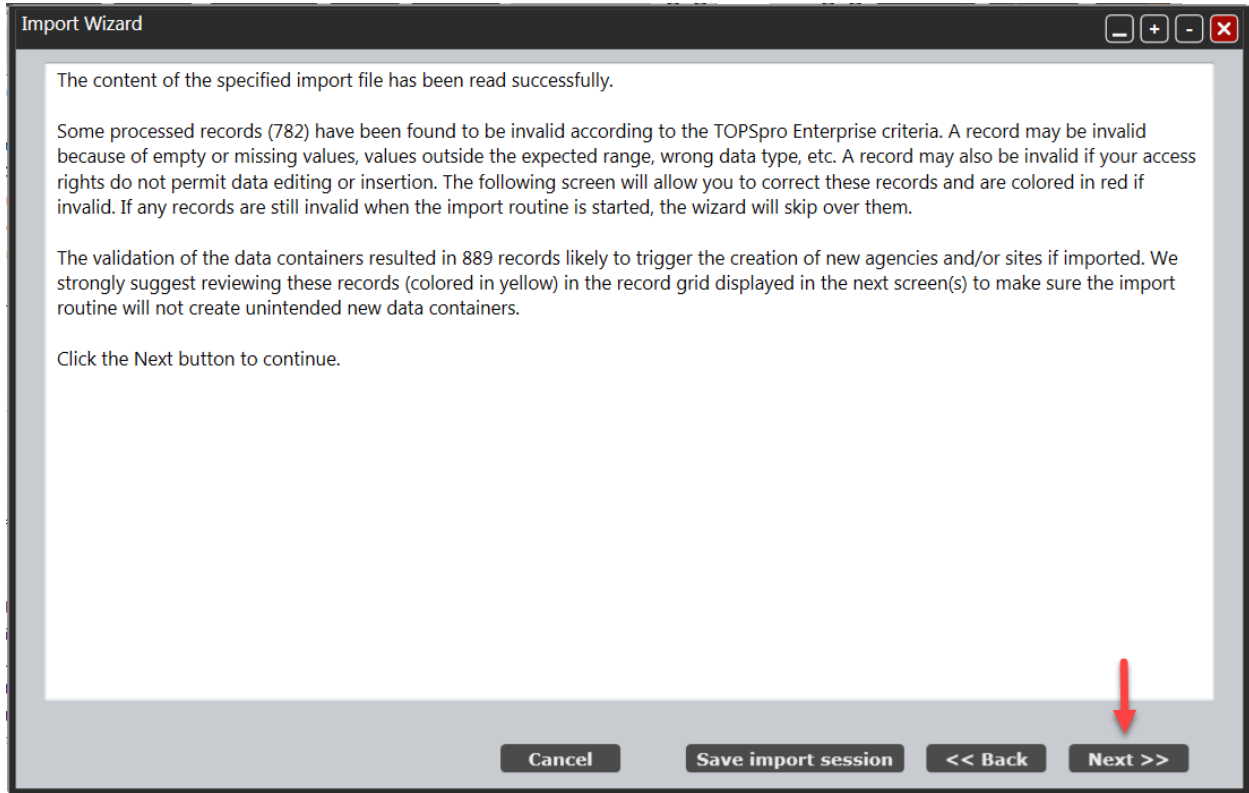 Import Wizard
The content of the specified import file has been read successfully.
Some processed records (782) have been found to be invalid according to the TOPSpro Enterprise criteria. A record may be invalid
because of empty or missing values, values outside the expected range, wrong data type, etc. A record may also be invalid if your access
rights do not permit data editing or insertion. The following screen will allow you to correct these records and are colored in red if
invalid. If any records are still invalid when the import routine is started, the wizard will skip over them.
The validation of the data containers resulted in 889 records likely to trigger the creation of new agencies and/or sites if imported. We
strongly suggest reviewing these records (colored in yellow) in the record grid displayed in the next screen(s) to make sure the import
routine will not create unintended new data containers.
Click the Next button to continue.
Cancel Save import session << Back Next >>